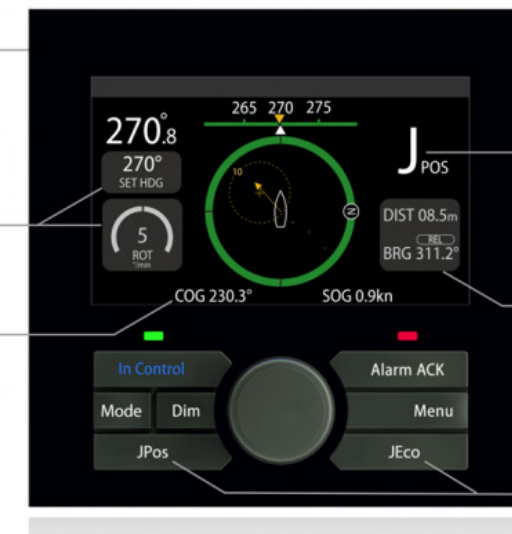 265 270 275
270°.8
270°
SET HDG
J POS
10
N
5
ROT
°/min
DIST 08.5m
REL
BRG 311.2°
COG 230.3°
SOG 0.9kn
In Control
Alarm ACK
Mode
Dim
Menu
JPos
JEco